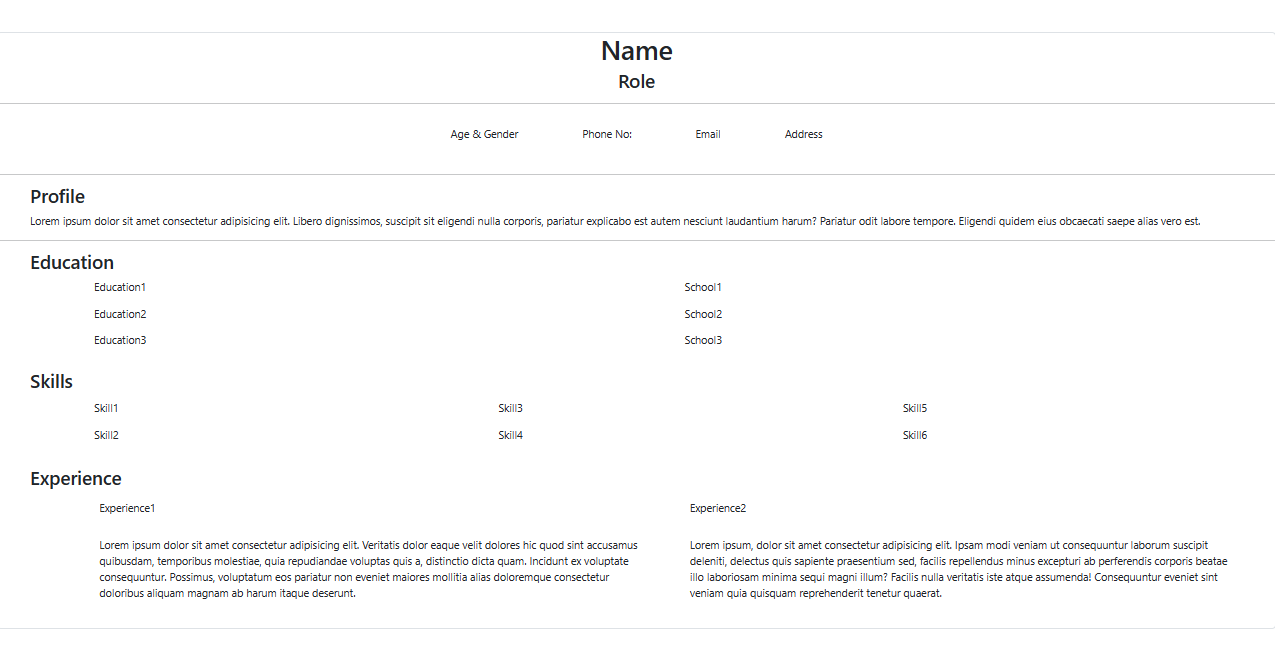 Name
Role
Age & Gender Phone No: Email Address
Profile
Lorem ipsum dolor sit amet consectetur adipisicing elit. Libero dignissimos, suscipit sit eligendi nulla corporis, pariatur explicabo est autem nesciunt laudantium harum? Pariatur odit labore tempore. Eligendi quidem eius obcaecati saepe alias vero est.
Education
Education1 School1
Education2 School2
Education3 School3
Skills
Skill1 Skill3 Skill5
Skill2 Skill4 Skill6
Experience
Experience1
Lorem ipsum dolor sit amet consectetur adipisicing elit. Veritatis dolor eaque velit dolores hic quod sint accusamus
quibusdam, temporibus molestiae, quia repudiandae voluptas quis a, distinctio dicta quam. Incidunt ex voluptate
consequuntur. Possimus, voluptatum eos pariatur non eveniet maiores mollitia alias doloremque consectetur
doloribus aliquam magnam ab harum itaque deserunt.
Experience2
Lorem ipsum, dolor sit amet consectetur adipisicing elit. Ipsam modi veniam ut consequuntur laborum suscipit
deleniti, delectus quis sapiente praesentium sed, facilis repellendus minus excepturi ab perferendis corporis beatae
illo laboriosam minima sequi magni illum? Facilis nulla veritatis iste atque assumenda! Consequuntur eveniet sint
veniam quia quisquam reprehenderit tenetur quaerat.